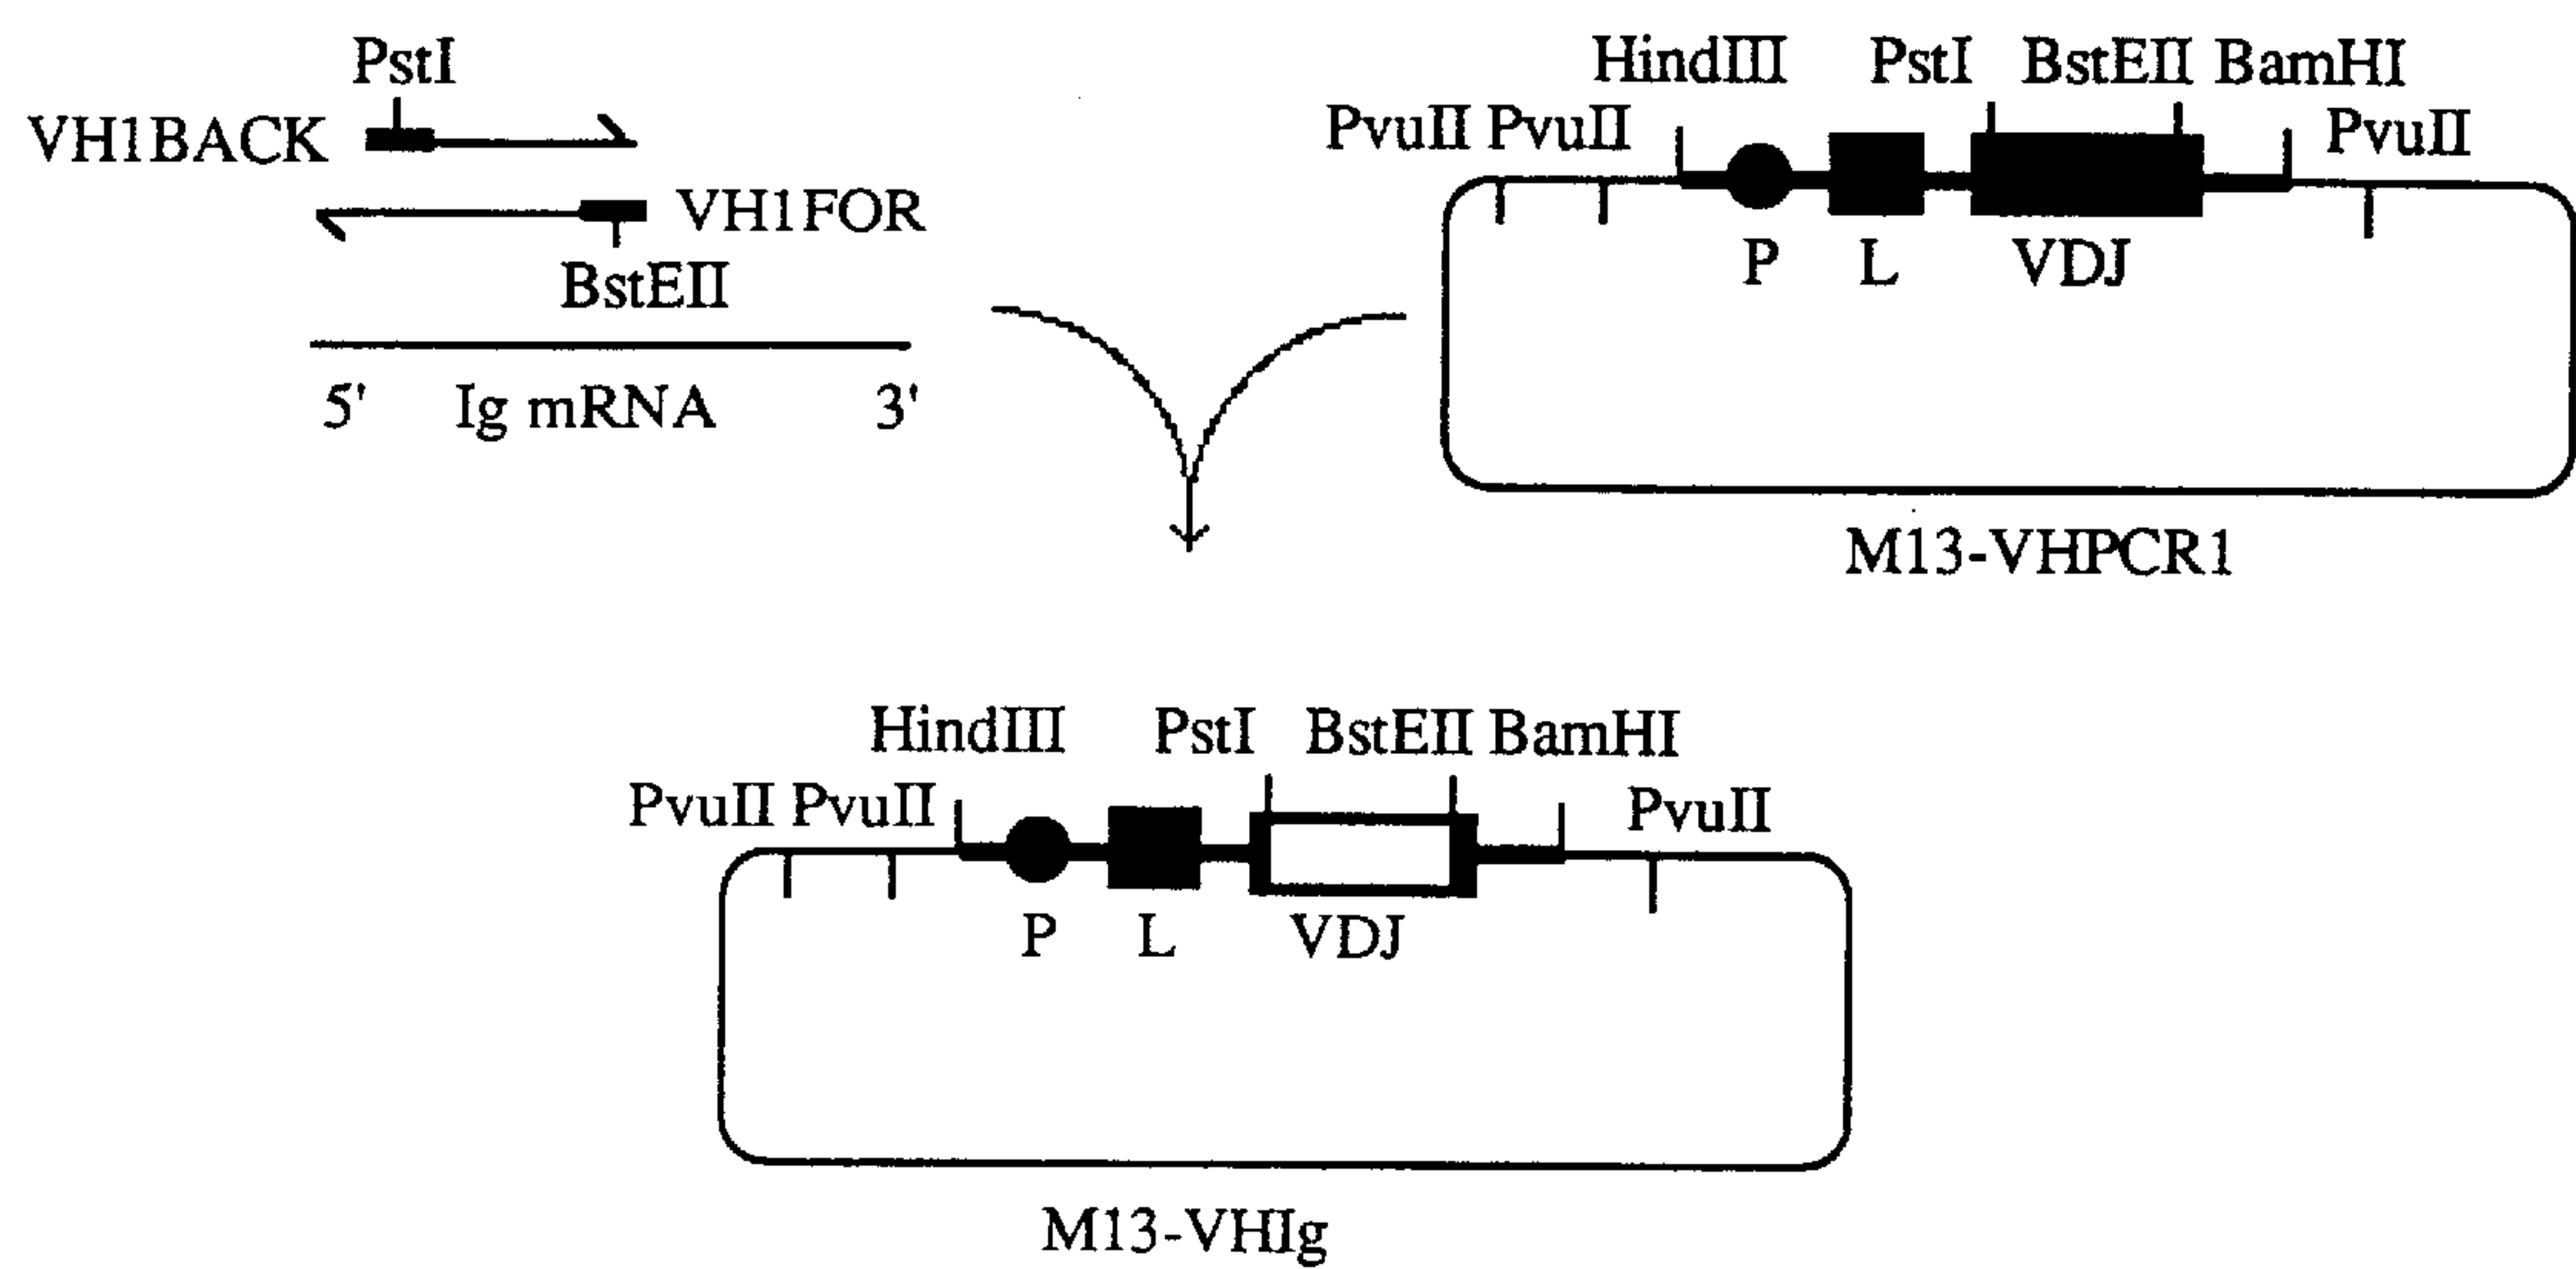 PstI
VH1BACK
VH1FOR
BstEII
5' Ig mRNA 3'
HindIII PstI BstEII BamHI
PvuII PvuII PvuII
P L VDJ
M13-VHPCR1
HindIII PstI BstEII BamHI
PvuII PvuII PvuII
P L VDJ
M13-VHIg